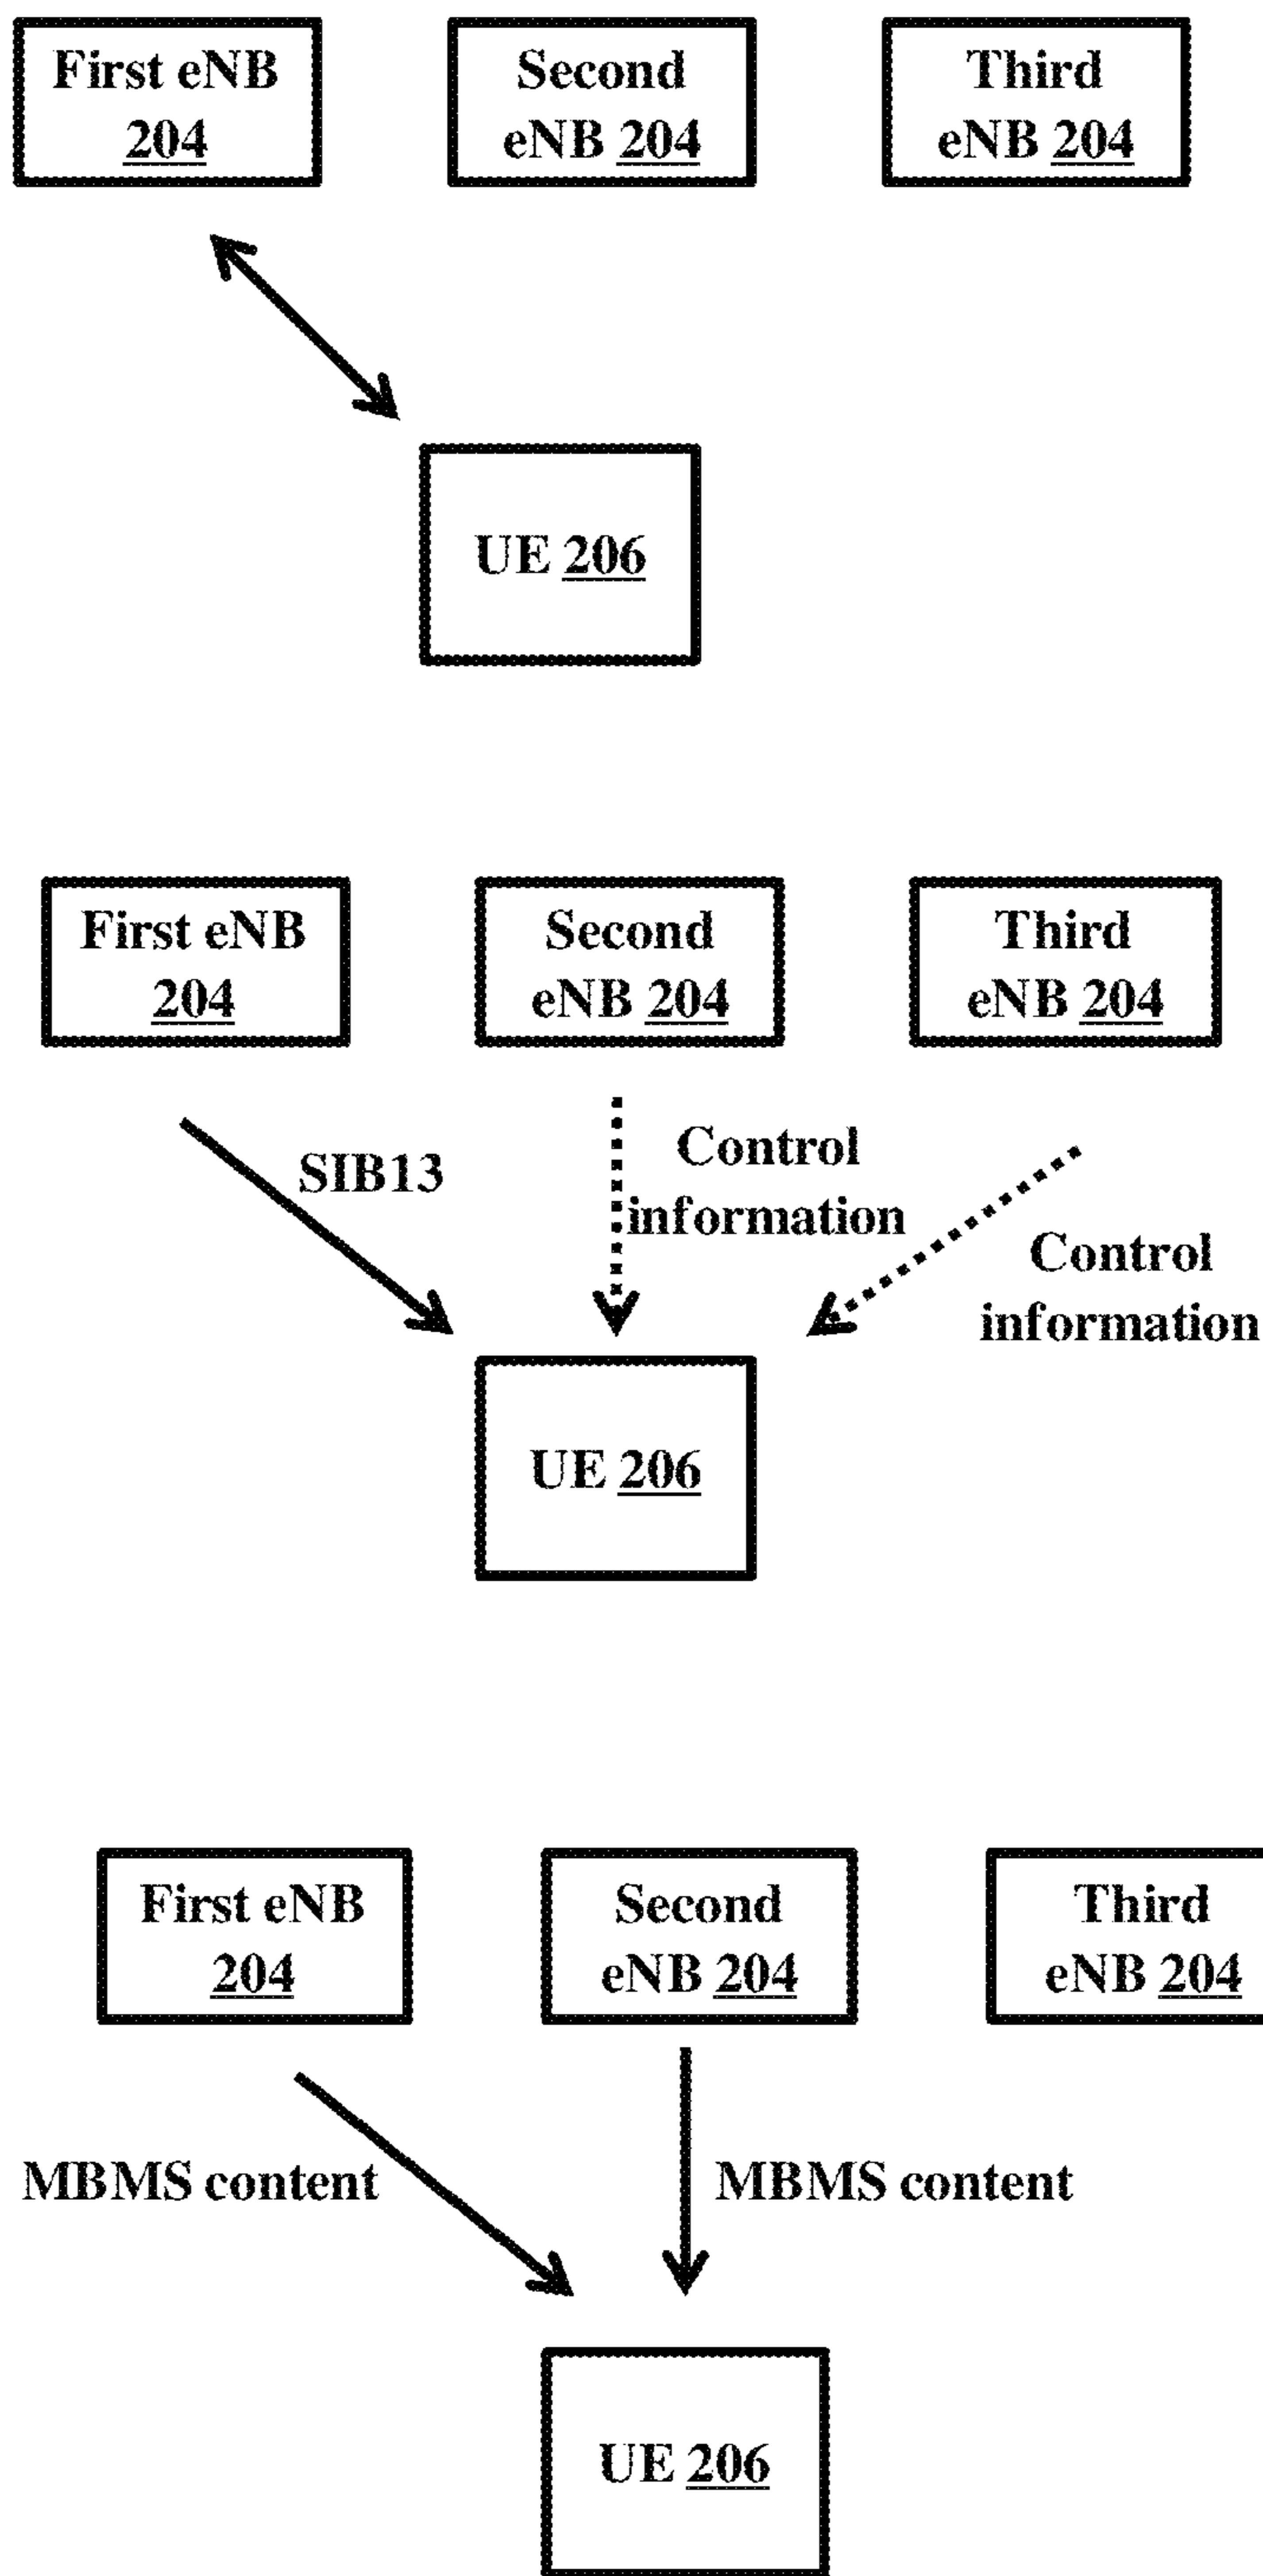 First eNB
204
Second
eNB 204
Third
eNB 204
UE 206
First eNB
204
Second
eNB 204
Third
eNB 204
SIB13
Control
information
Control
information
UE 206
First eNB
204
Second
eNB 204
Third
eNB 204
MBMS content
MBMS content
UE 206